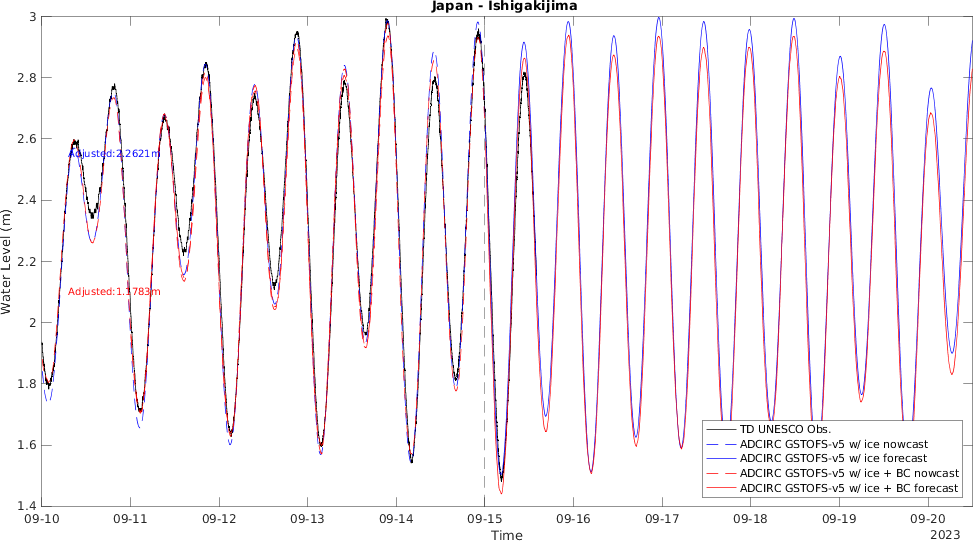 Japan - Ishigakijima
3
2.8
2.6
2.4
2.2
2
1.8
1.6
1.4
Water Level (m)
Adjusted:2.2621m
Adjusted:1.1783m
TD UNESCO Obs.
ADCIRC GSTOFS-v5 w/ ice nowcast
ADCIRC GSTOFS-v5 w/ ice forecast
ADCIRC GSTOFS-v5 w/ ice + BC nowcast
ADCIRC GSTOFS-v5 w/ ice + BC forecast
09-10 09-11 09-12 09-13 09-14 09-15 09-16 09-17 09-18 09-19 09-20
Time
2023